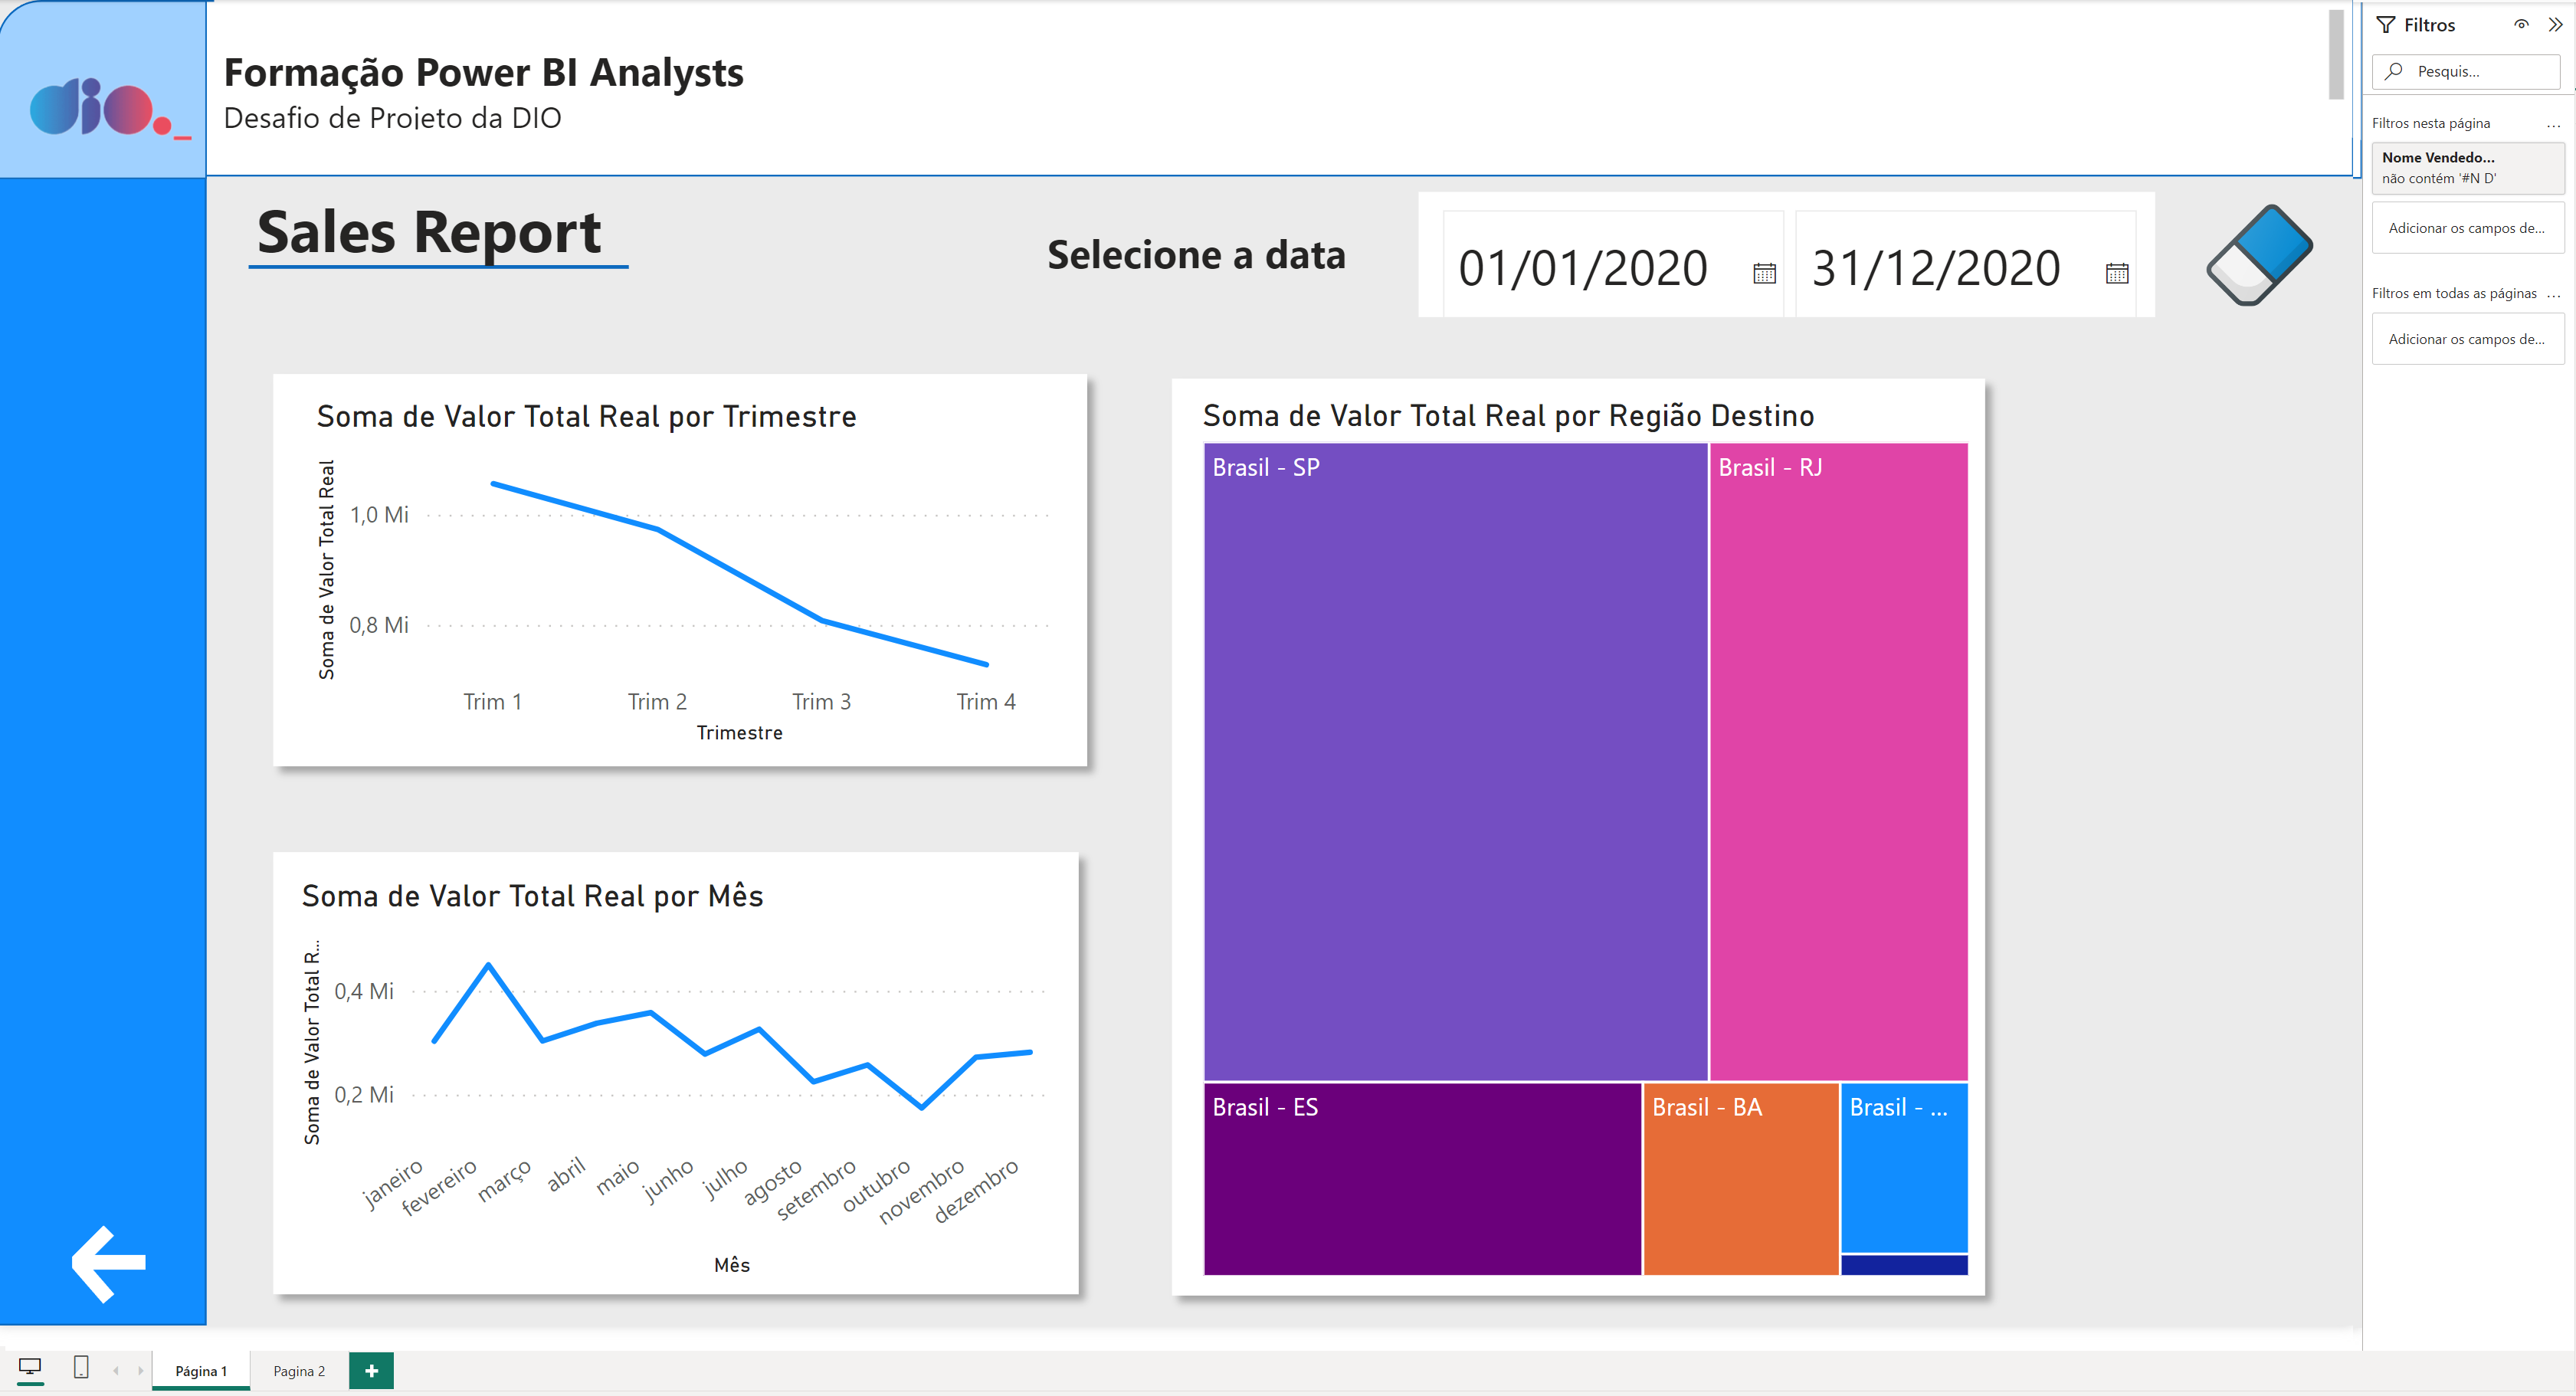 dio._
Formação Power BI Analysts
Desafio de Projeto da DIO
Sales Report
Selecione a data
01/01/2020
31/12/2020
Soma de Valor Total Real por Trimestre
Soma de Valor Total Real
1,0 Mi
0,8 Mi
Trim 1 Trim 2 Trim 3 Trim 4
Trimestre
Soma de Valor Total Real por Mês
Soma de Valor Total R...
0,4 Mi
0,2 Mi
janeiro fevereiro março abril maio junho julho agosto setembro outubro novembro dezembro
Mês
Soma de Valor Total Real por Região Destino
Brasil - SP
Brasil - RJ
Brasil - ES
Brasil - BA
Brasil - ...
Filtros
Pesquis...
Filtros nesta página ...
Nome Vendedo...
não contém '#N D'
Adicionar os campos de...
Filtros em todas as páginas ...
Adicionar os campos de...
Página 1
Pagina 2
+